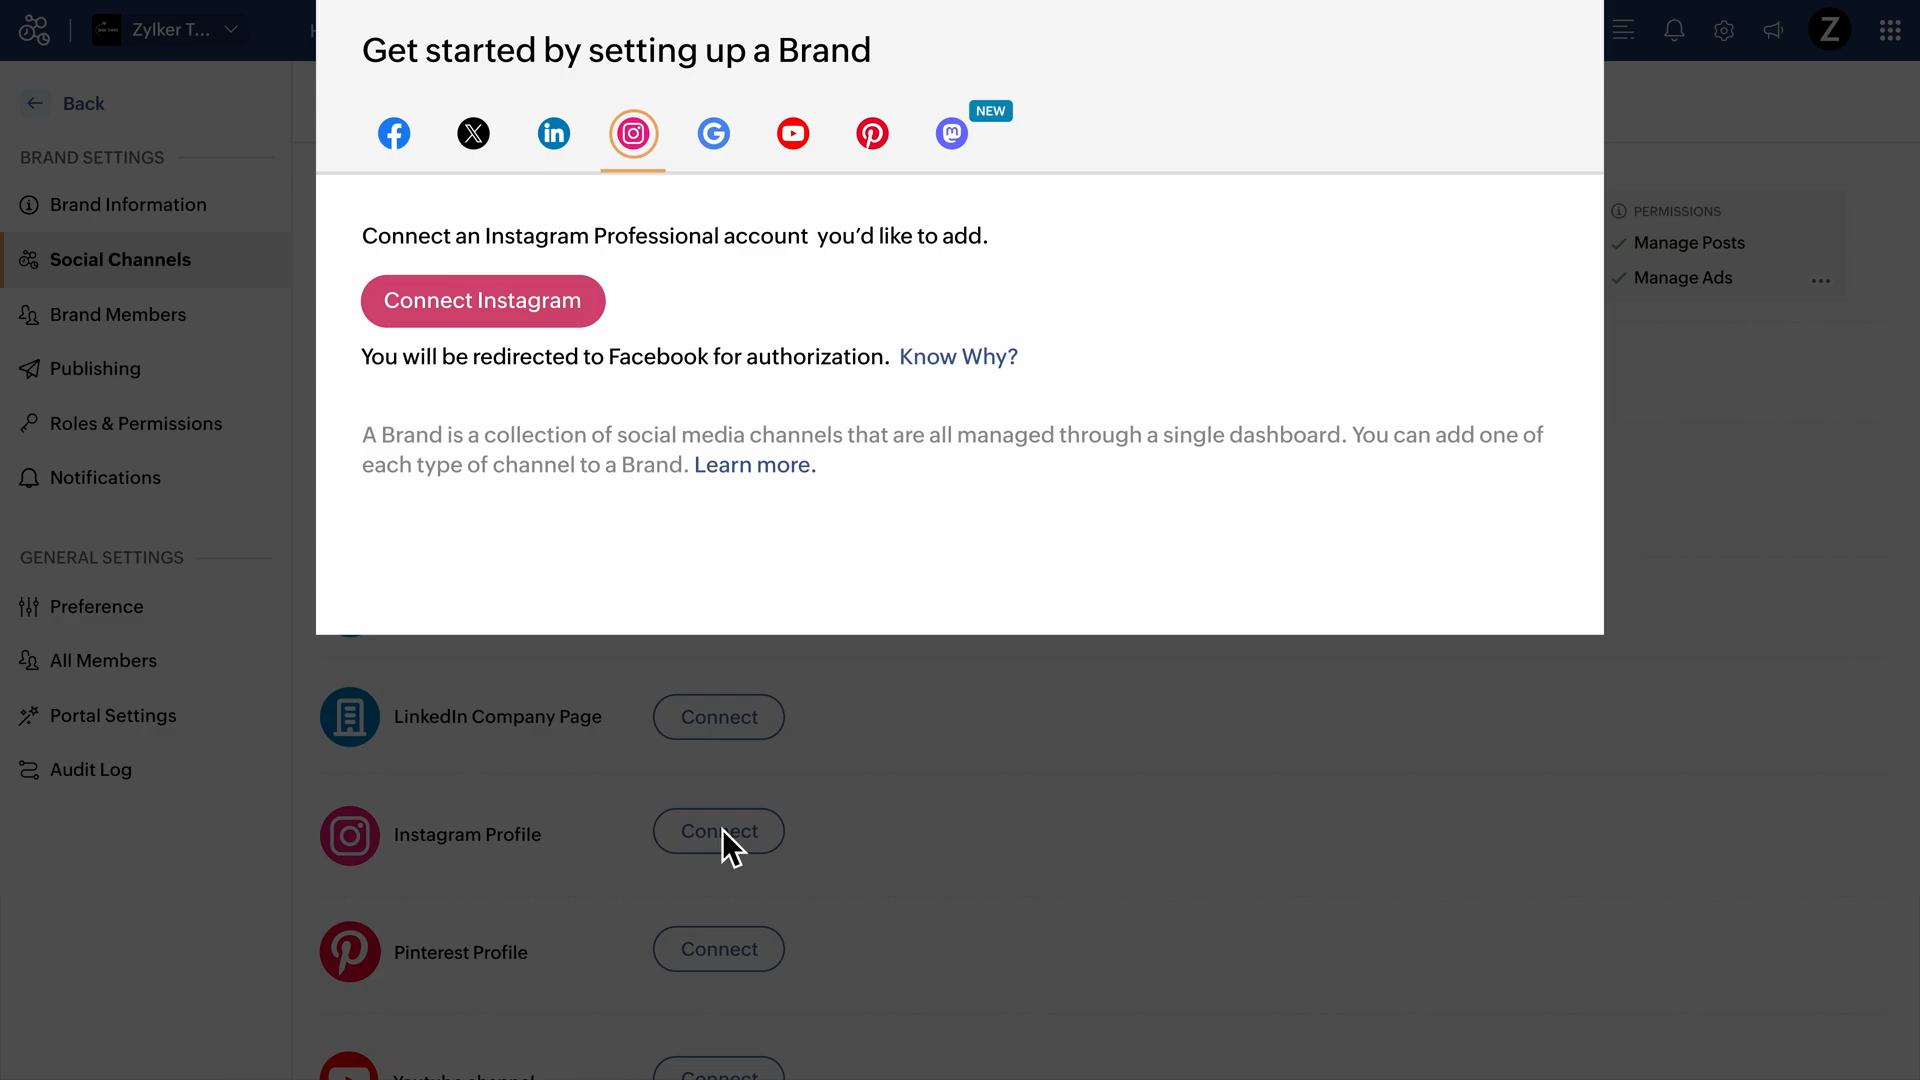 Zylker T...
Get started by setting up a Brand
NEW
Back
BRAND SETTINGS
Brand Information
Social Channels
Brand Members
Publishing
Roles & Permissions
Notifications
GENERAL SETTINGS
Preference
All Members
Portal Settings
Audit Log
Connect an Instagram Professional account you’d like to add.
Connect Instagram
You will be redirected to Facebook for authorization. Know Why?
A Brand is a collection of social media channels that are all managed through a single dashboard. You can add one of
each type of channel to a Brand. Learn more.
PERMISSIONS
Manage Posts
Manage Ads
LinkedIn Company Page
Connect
Instagram Profile
Connect
Pinterest Profile
Connect
Youtube channel
Connect
Z